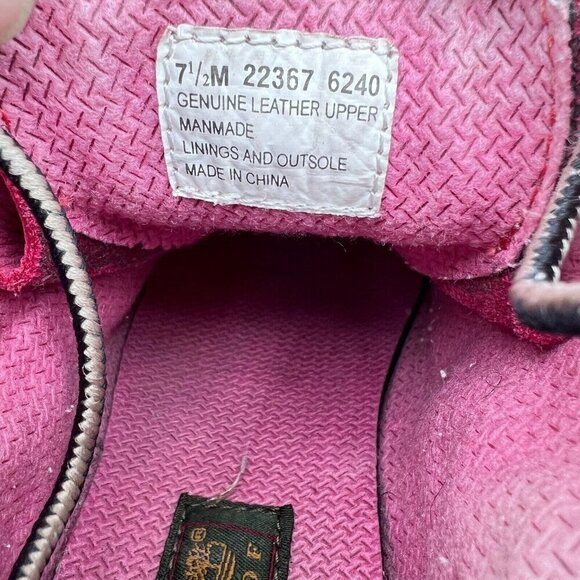 7½M 22367 6240
GENUINE LEATHER UPPER
MANMADE
LININGS AND OUTSOLE
MADE IN CHINA
®